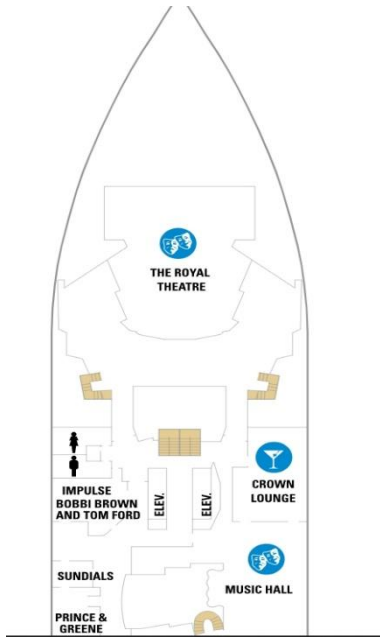 THE ROYAL
THEATRE
IMPULSE
BOBBI BROWN
AND TOM FORD
ELEV.
ELEV.
CROWN
LOUNGE
SUNDIALS
MUSIC HALL
PRINCE &
GREENE